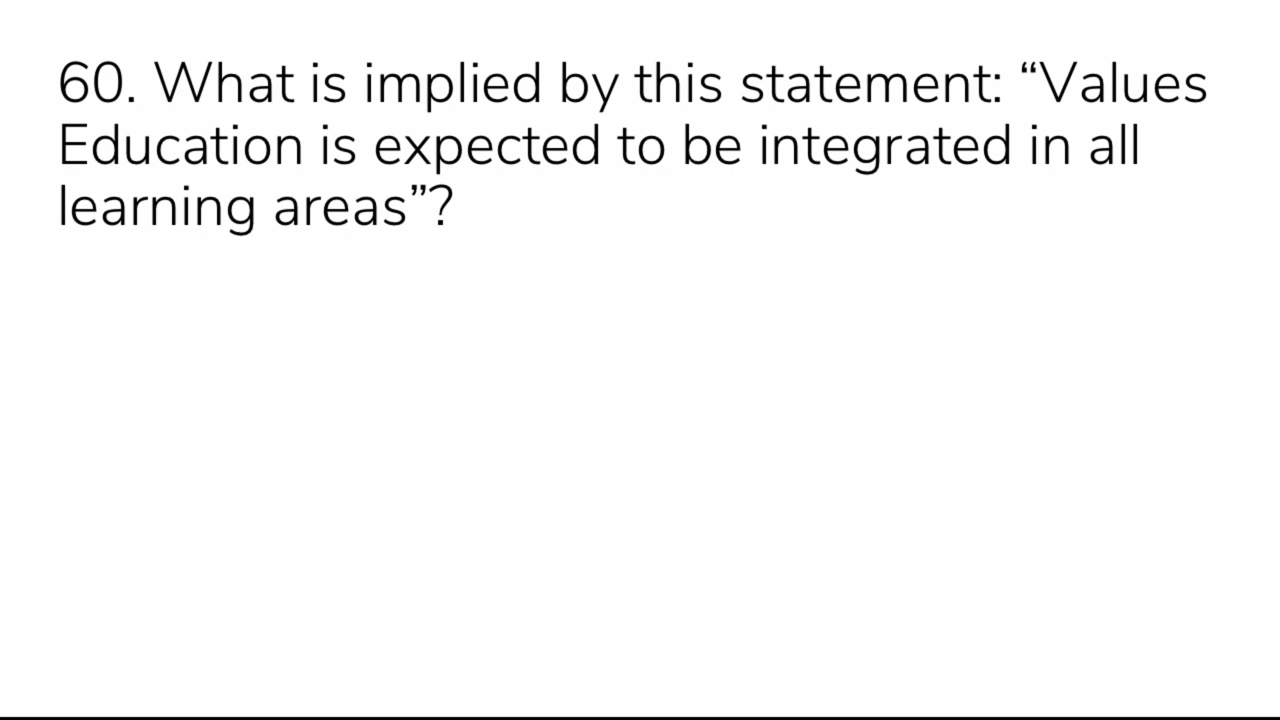 60. What is implied by this statement: “Values
Education is expected to be integrated in all
learning areas”?